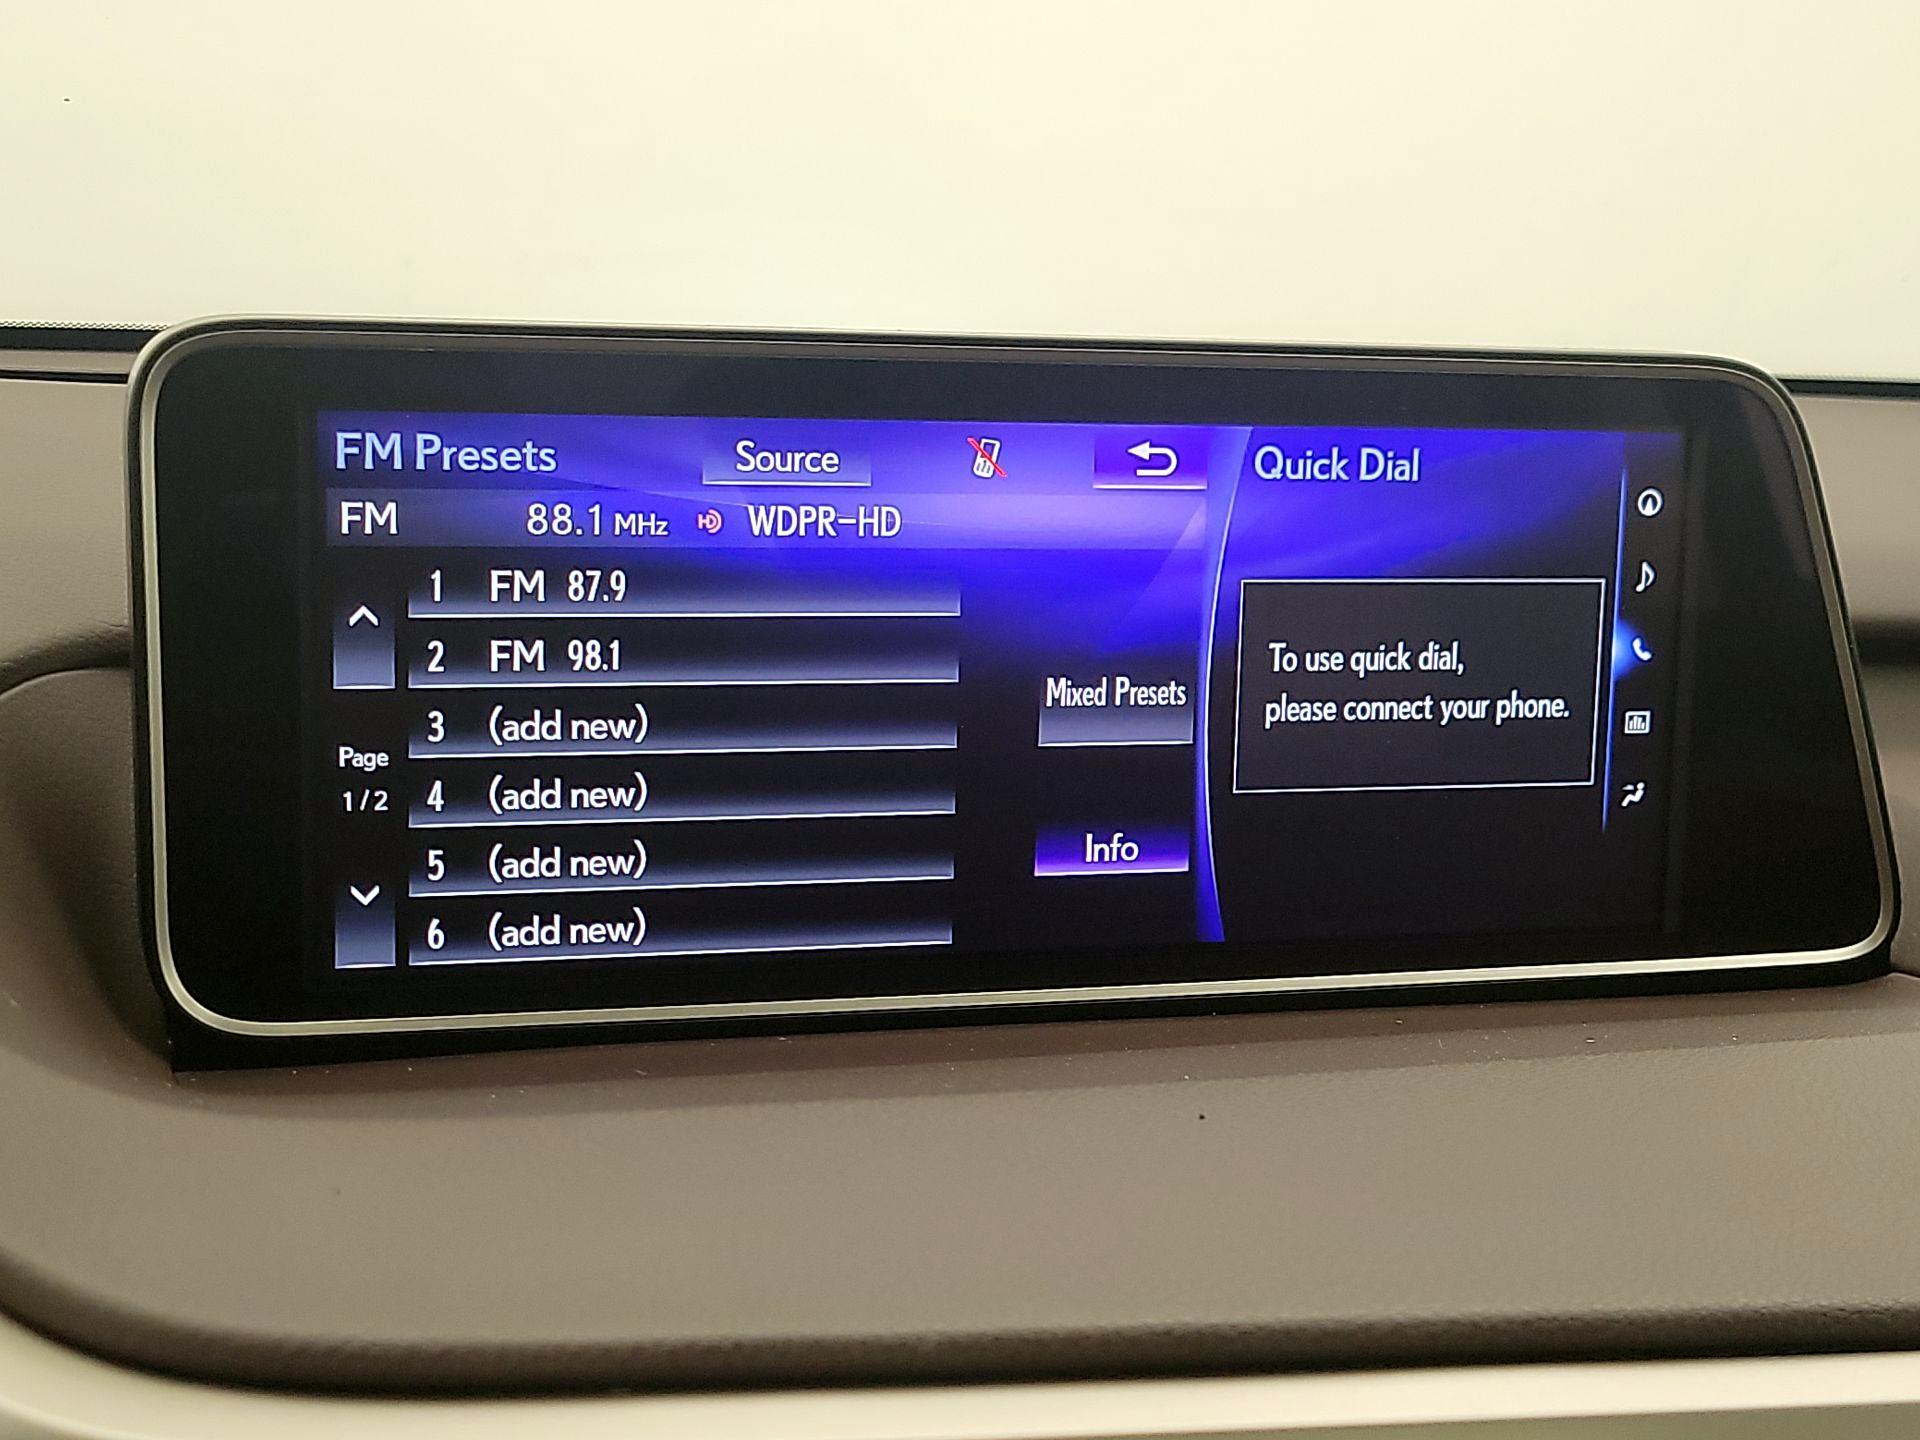 FM Presets
Source
FM 88.1 MHz HD WDPR-HD
1 FM 87.9
2 FM 98.1
3 (add new)
4 (add new)
5 (add new)
6 (add new)
Page
1/2
Mixed Presets
Info
Quick Dial
To use quick dial,
please connect your phone.